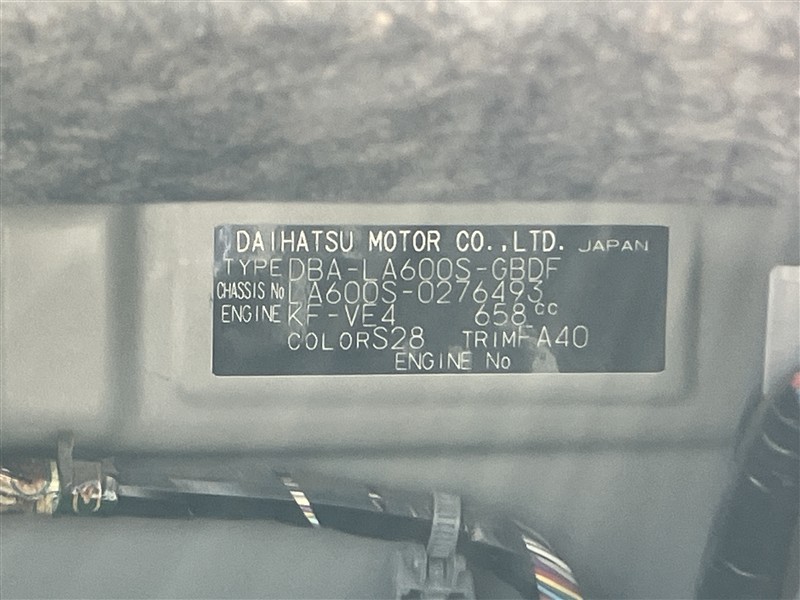 DAIHATSU MOTOR CO.,LTD. JAPAN
TYPE DBA-LA600S-GBDF
CHASSIS No LA600S-0276493
ENGINE KF-VE4 658cc
COLOR S28 TRIM FA40
ENGINE No